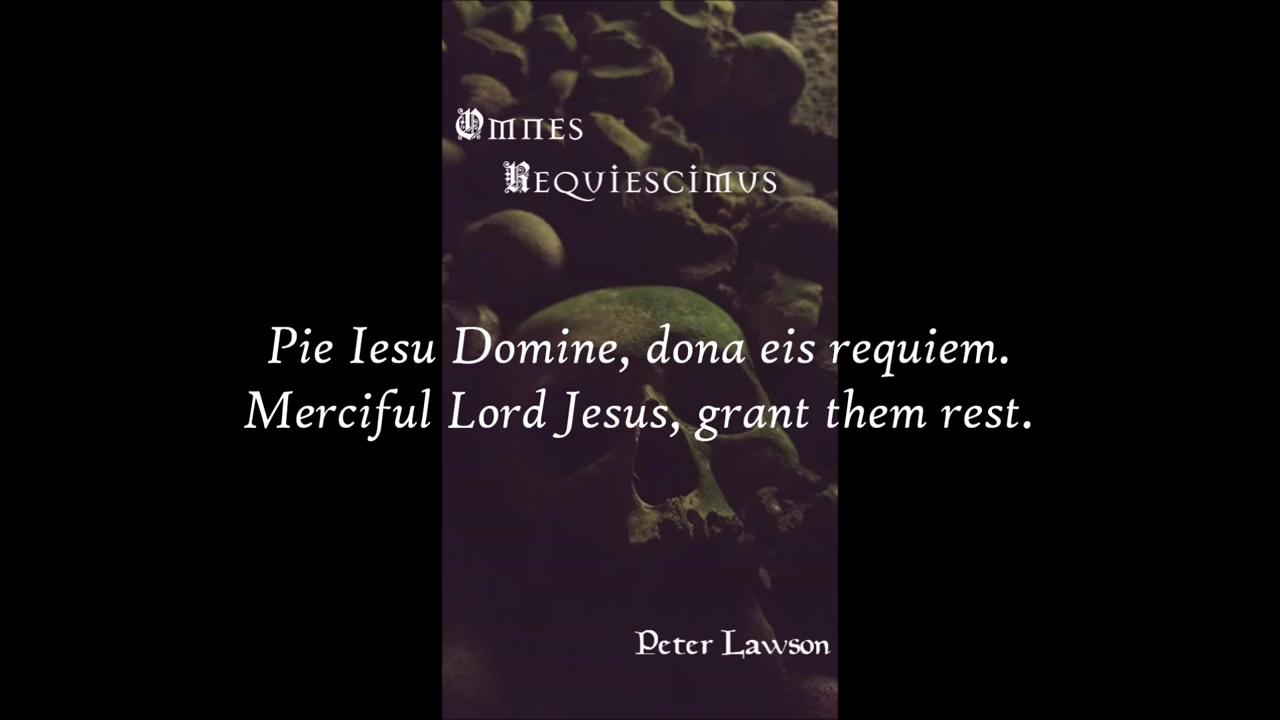 Omnes
Requiescimus
Pie Iesu Domine, dona eis requiem.
Merciful Lord Jesus, grant them rest.
Peter Lawson